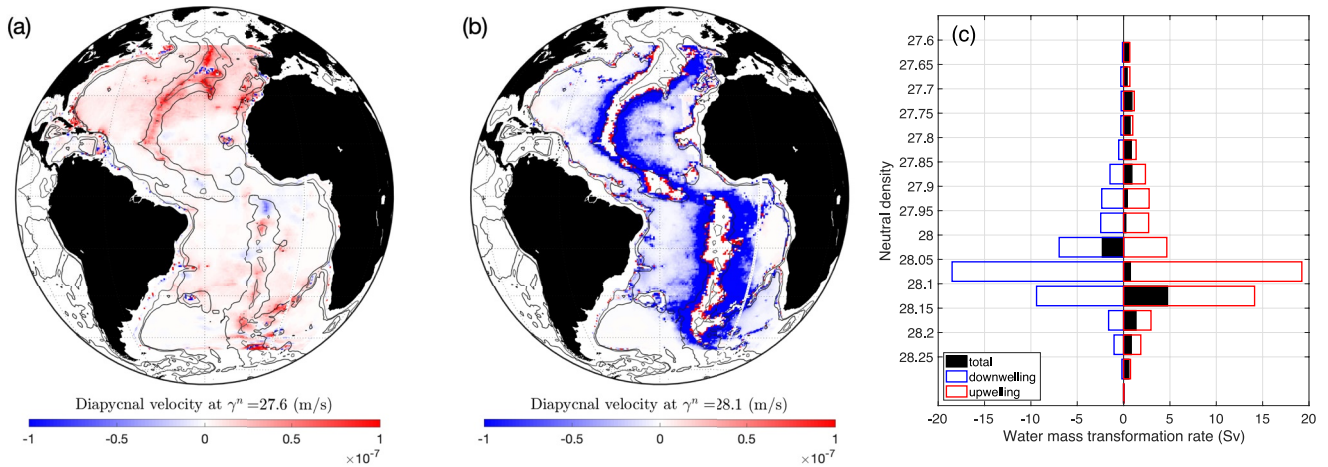 (a)
Diapycnal velocity at γⁿ =27.6 (m/s)
-1 -0.5 0 0.5 1
×10⁻⁷
(b)
Diapycnal velocity at γⁿ =28.1 (m/s)
-1 -0.5 0 0.5 1
×10⁻⁷
(c)
Neutral density
27.6
27.65
27.7
27.75
27.8
27.85
27.9
27.95
28
28.05
28.1
28.15
28.2
28.25
total
downwelling
upwelling
-20 -15 -10 -5 0 5 10 15 20
Water mass transformation rate (Sv)